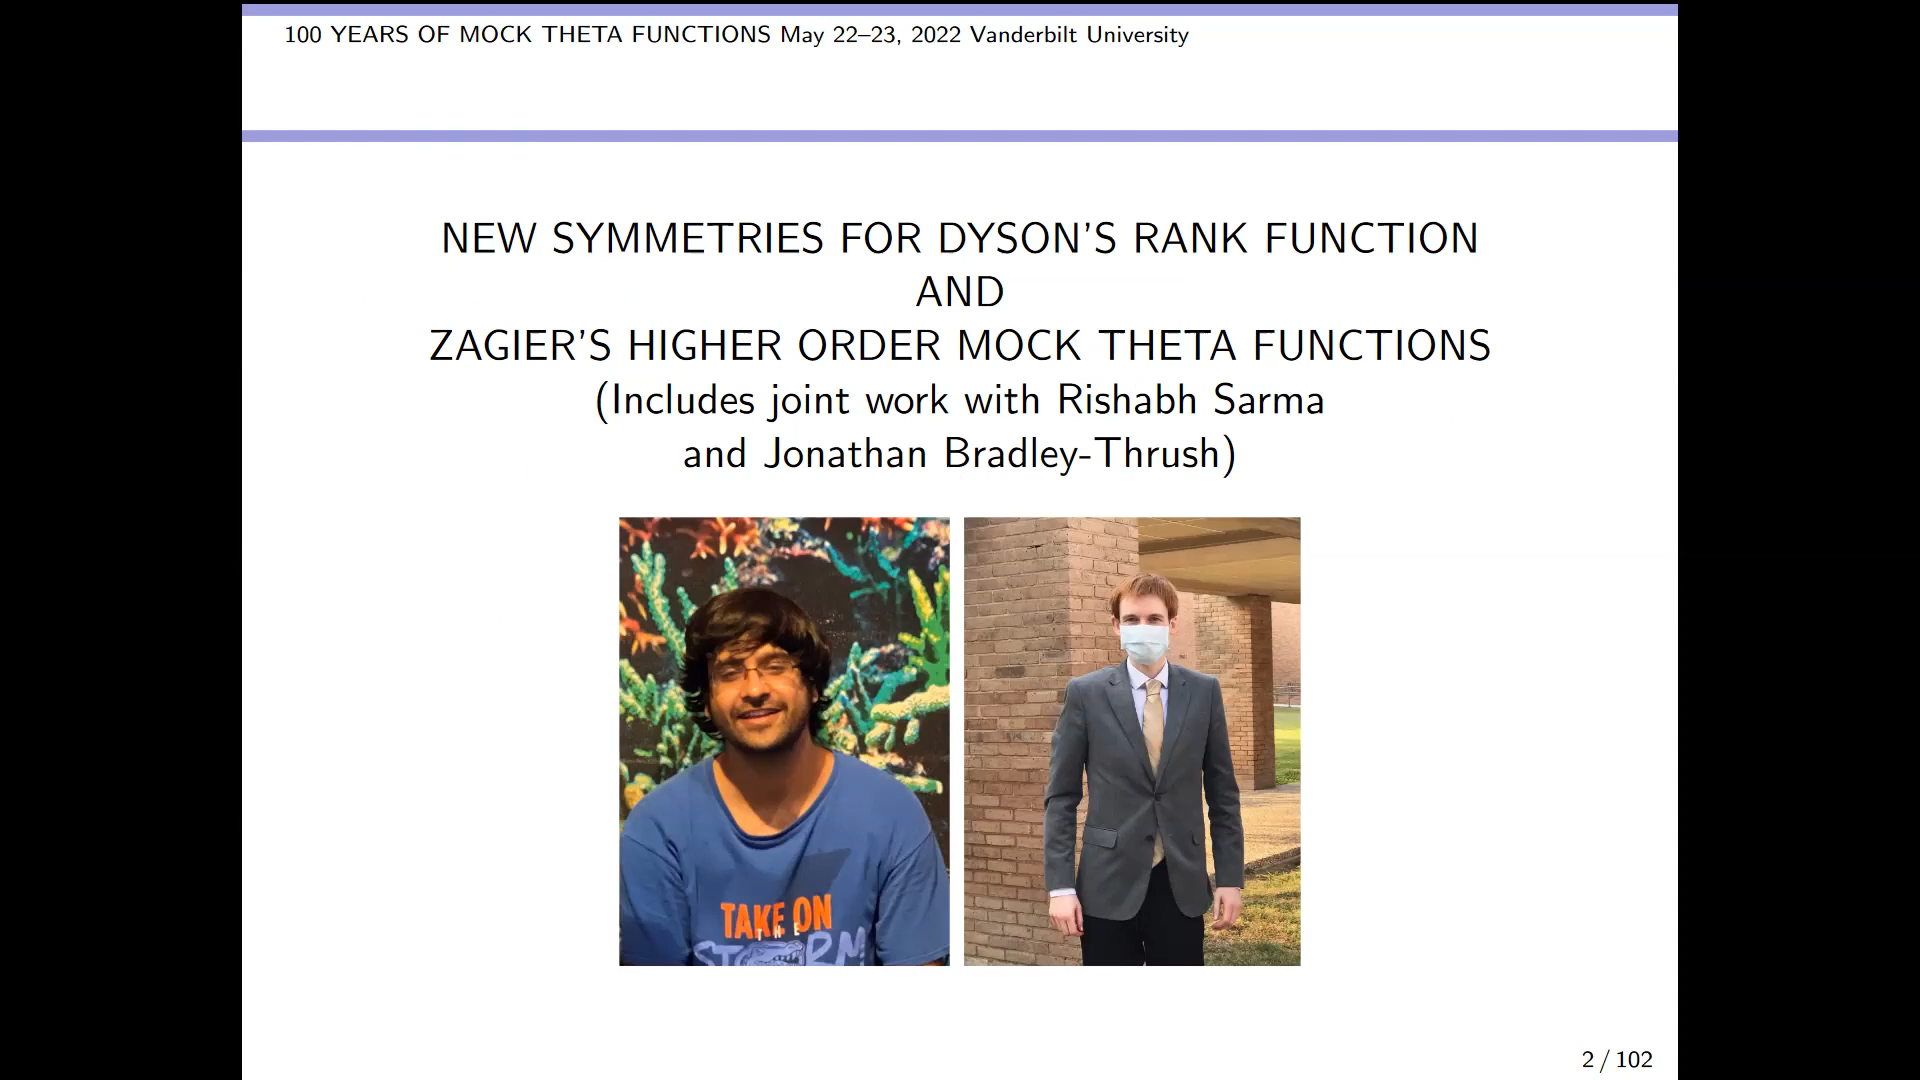 100 YEARS OF MOCK THETA FUNCTIONS May 22–23, 2022 Vanderbilt University
NEW SYMMETRIES FOR DYSON'S RANK FUNCTION
AND
ZAGIER'S HIGHER ORDER MOCK THETA FUNCTIONS
(Includes joint work with Rishabh Sarma
and Jonathan Bradley-Thrush)
TAKE ON
THE
STORM
2 / 102